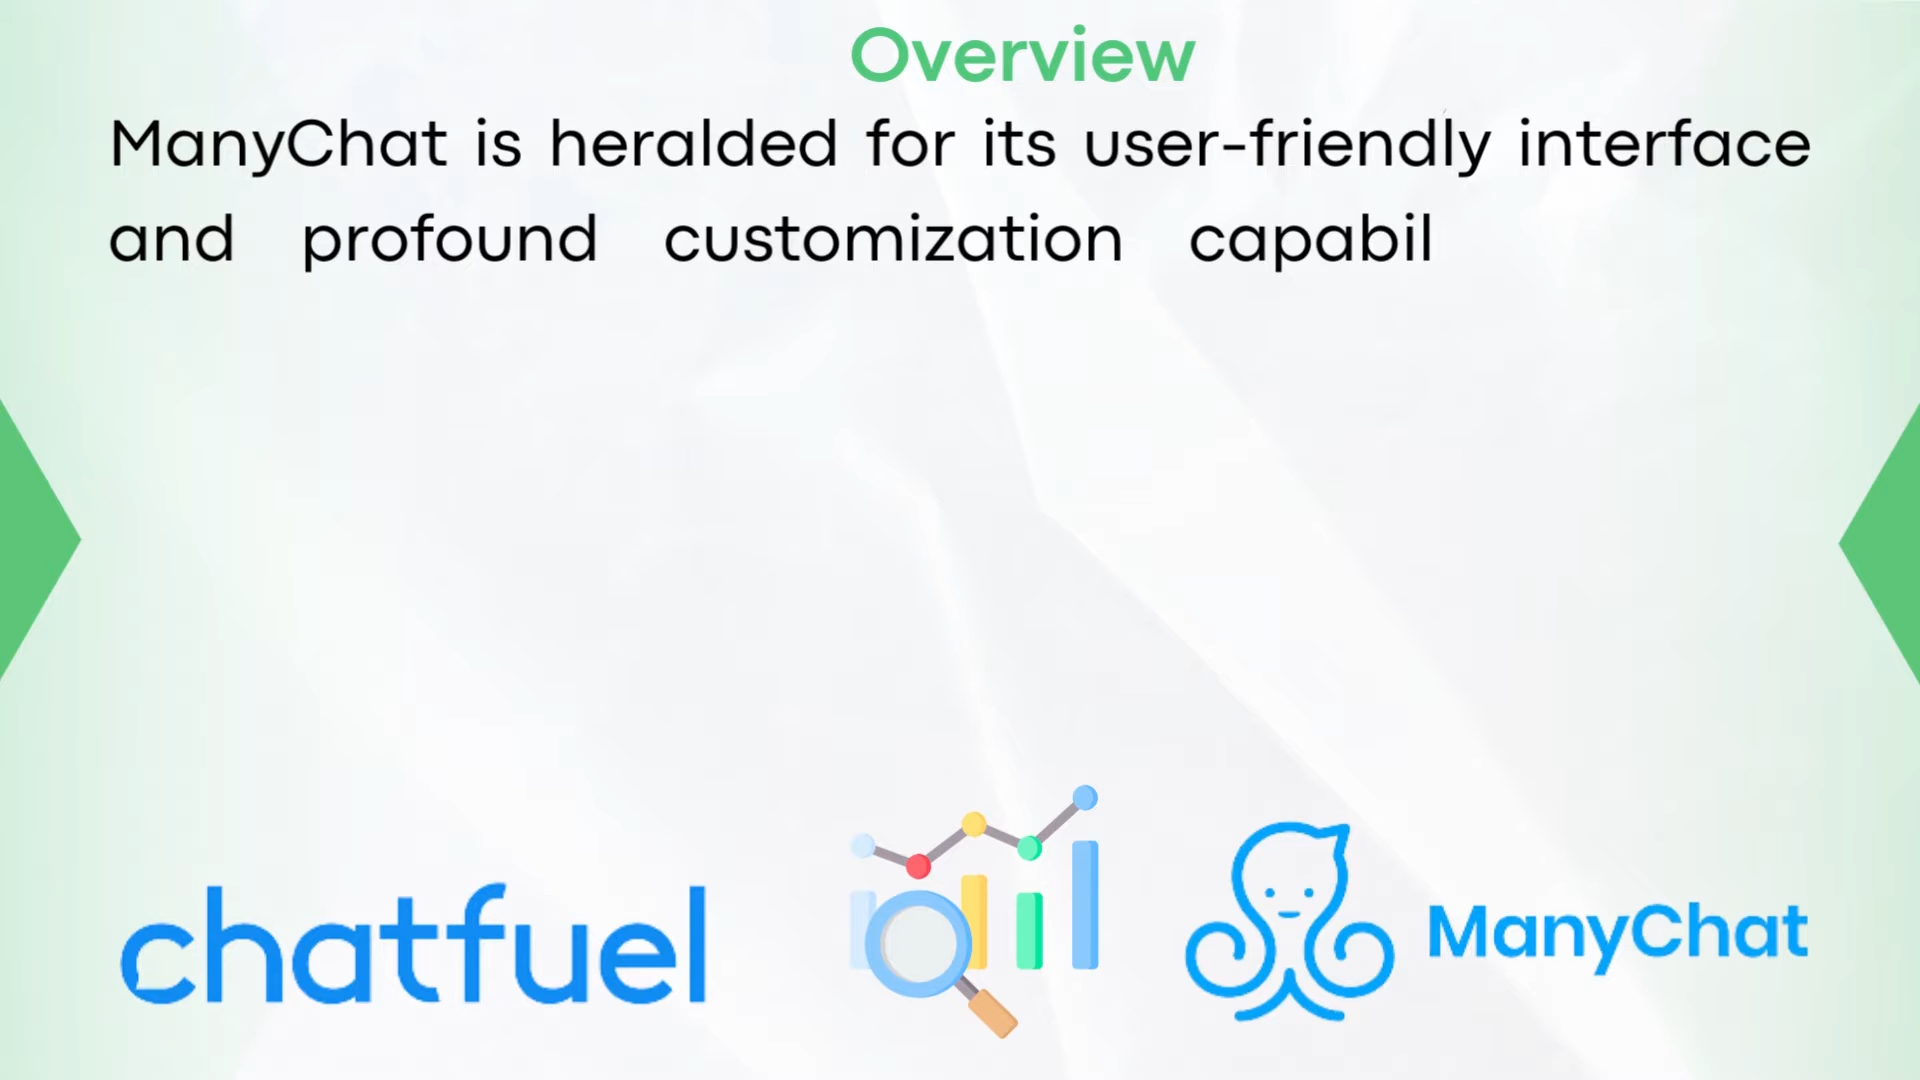 Overview
ManyChat is heralded for its user-friendly interface
and profound customization capabil
chatfuel
ManyChat